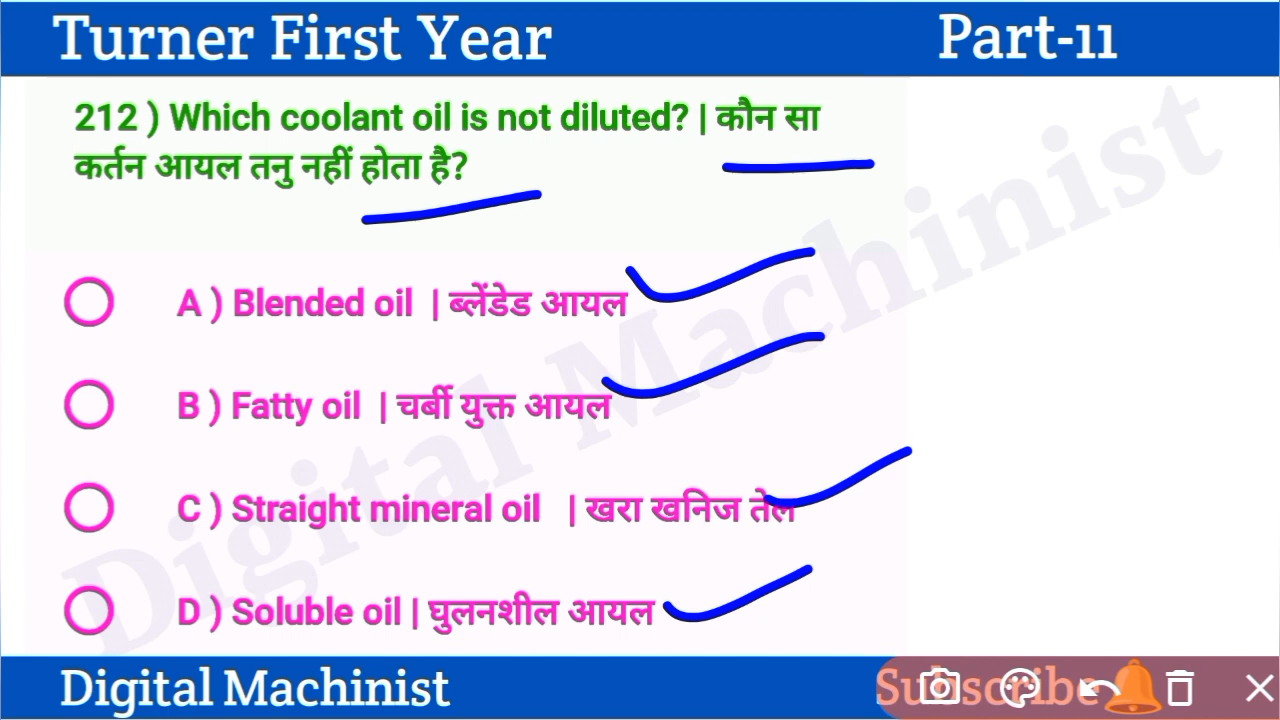 Turner First Year
Part-11
212 ) Which coolant oil is not diluted? | कौन सा
कर्तन आयल तनु नहीं होता है?
A ) Blended oil | ब्लेंडेड आयल
B ) Fatty oil | चर्बी युक्त आयल
C ) Straight mineral oil | खरा खनिज तेल
D ) Soluble oil | घुलनशील आयल
Digital Machinist
Digital Machinist
Subscribe